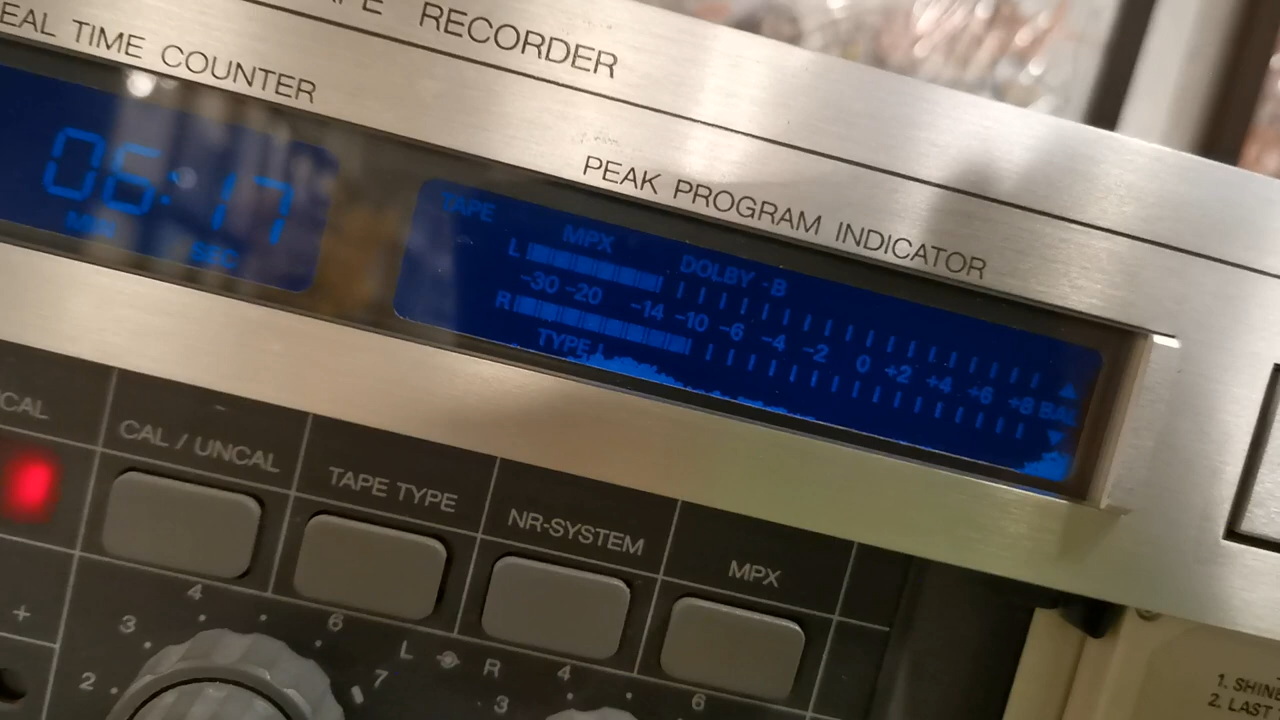 RECORDER
EAL TIME COUNTER
PEAK PROGRAM INDICATOR
06:17
MIN SEC
TAPE
MPX
DOLBY -B
L
-30 -20 -14 -10 -6 -4 -2 0 +2 +4 +6 +8 BAL
R
TYPE I
CAL
CAL / UNCAL
TAPE TYPE
NR-SYSTEM
MPX
+
2 3 4 6 7
L R
3 4 6
1. SHINE
2. LAST